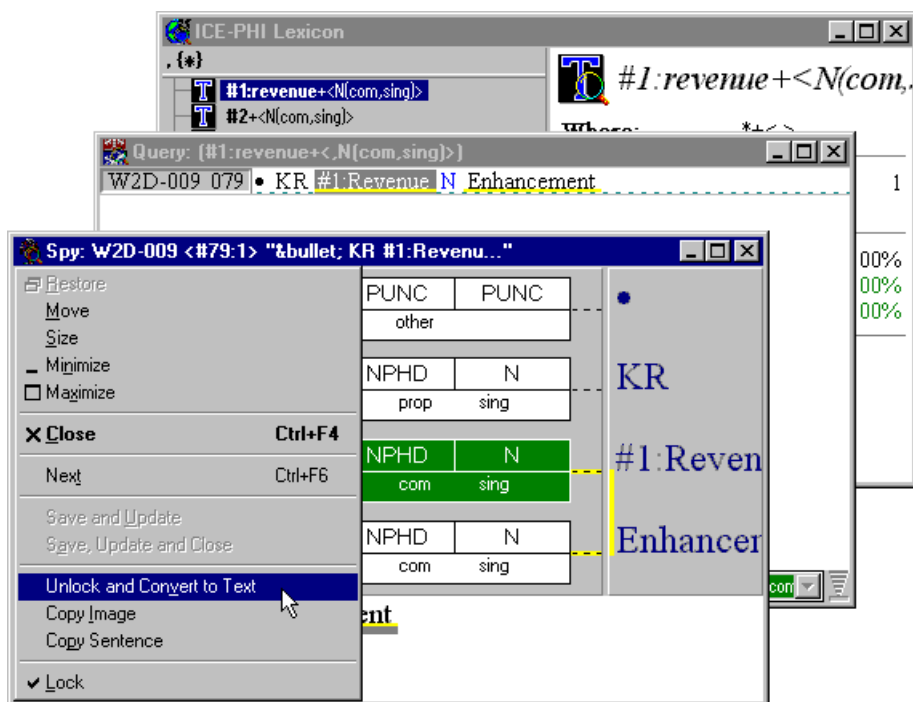 ICE-PHI Lexicon
, {*}
#1:revenue+<N(com,sing)>
#2+<N(com,sing)>
#1:revenue+<N(com,
1
00%
00%
00%
Query: (#1:revenue+<,N(com,sing)>)
W2D-009 079 • KR #1:Revenue N Enhancement
Spy: W2D-009 <#79:1> "&bullet; KR #1:Revenu..."
Restore
Move
Size
Minimize
Maximize
Close Ctrl+F4
Next Ctrl+F6
Save and Update
Save, Update and Close
Unlock and Convert to Text
Copy Image
Copy Sentence
Lock
PUNC PUNC
other
•
NPHD N
prop sing
KR
NPHD N
com sing
#1:Reven
NPHD N
com sing
Enhancer
ent
com